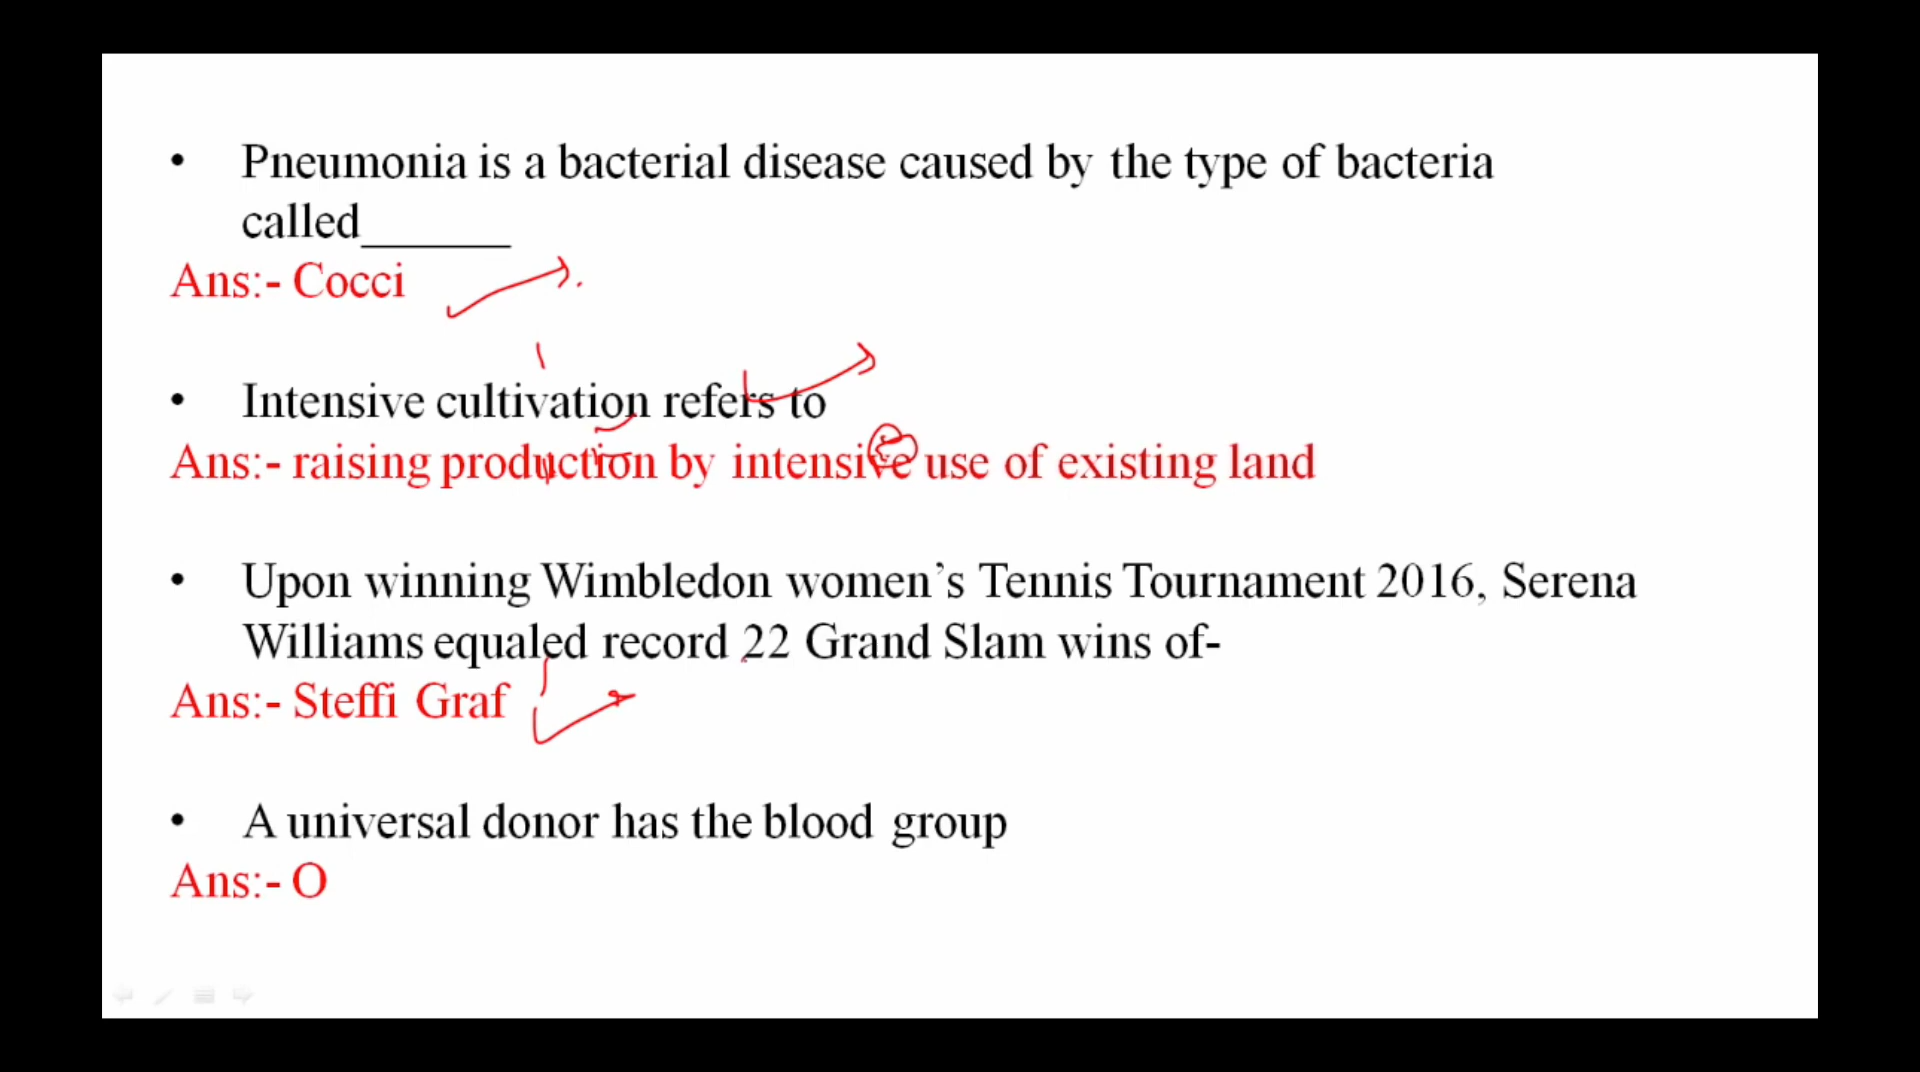 • Pneumonia is a bacterial disease caused by the type of bacteria
called______
Ans:- Cocci
• Intensive cultivation refers to
Ans:- raising production by intensive use of existing land
• Upon winning Wimbledon women’s Tennis Tournament 2016, Serena
Williams equaled record 22 Grand Slam wins of-
Ans:- Steffi Graf
• A universal donor has the blood group
Ans:- O